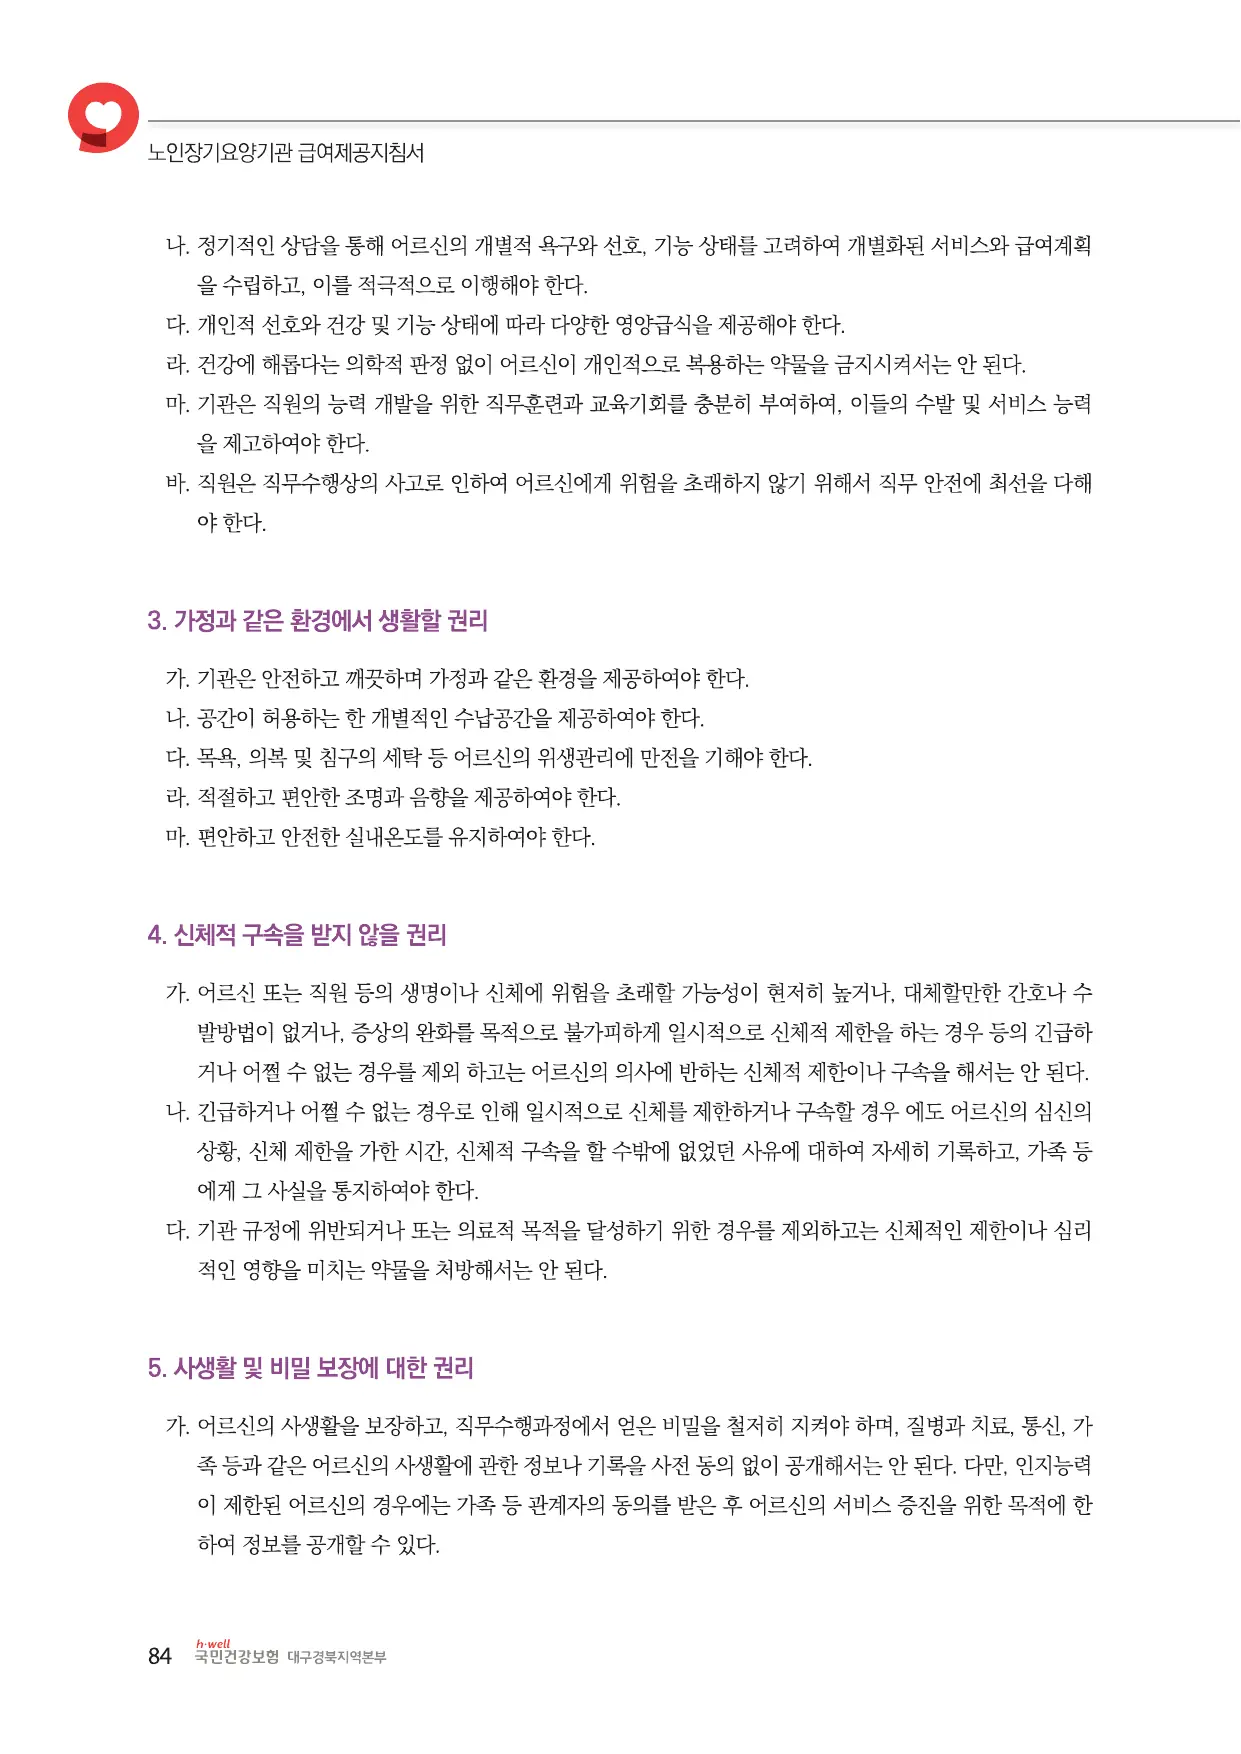 노인장기요양기관 급여제공지침서
나. 정기적인 상담을 통해 어르신의 개별적 욕구와 선호, 기능 상태를 고려하여 개별화된 서비스와 급여계획
을 수립하고, 이를 적극적으로 이행해야 한다.
다. 개인적 선호와 건강 및 기능 상태에 따라 다양한 영양급식을 제공해야 한다.
라. 건강에 해롭다는 의학적 판정 없이 어르신이 개인적으로 복용하는 약물을 금지시켜서는 안 된다.
마. 기관은 직원의 능력 개발을 위한 직무훈련과 교육기회를 충분히 부여하여, 이들의 수발 및 서비스 능력
을 제고하여야 한다.
바. 직원은 직무수행상의 사고로 인하여 어르신에게 위험을 초래하지 않기 위해서 직무 안전에 최선을 다해
야 한다.
3. 가정과 같은 환경에서 생활할 권리
가. 기관은 안전하고 깨끗하며 가정과 같은 환경을 제공하여야 한다.
나. 공간이 허용하는 한 개별적인 수납공간을 제공하여야 한다.
다. 목욕, 의복 및 침구의 세탁 등 어르신의 위생관리에 만전을 기해야 한다.
라. 적절하고 편안한 조명과 음향을 제공하여야 한다.
마. 편안하고 안전한 실내온도를 유지하여야 한다.
4. 신체적 구속을 받지 않을 권리
가. 어르신 또는 직원 등의 생명이나 신체에 위험을 초래할 가능성이 현저히 높거나, 대체할만한 간호나 수
발방법이 없거나, 증상의 완화를 목적으로 불가피하게 일시적으로 신체적 제한을 하는 경우 등의 긴급하
거나 어쩔 수 없는 경우를 제외 하고는 어르신의 의사에 반하는 신체적 제한이나 구속을 해서는 안 된다.
나. 긴급하거나 어쩔 수 없는 경우로 인해 일시적으로 신체를 제한하거나 구속할 경우 에도 어르신의 심신의
상황, 신체 제한을 가한 시간, 신체적 구속을 할 수밖에 없었던 사유에 대하여 자세히 기록하고, 가족 등
에게 그 사실을 통지하여야 한다.
다. 기관 규정에 위반되거나 또는 의료적 목적을 달성하기 위한 경우를 제외하고는 신체적인 제한이나 심리
적인 영향을 미치는 약물을 처방해서는 안 된다.
5. 사생활 및 비밀 보장에 대한 권리
가. 어르신의 사생활을 보장하고, 직무수행과정에서 얻은 비밀을 철저히 지켜야 하며, 질병과 치료, 통신, 가
족 등과 같은 어르신의 사생활에 관한 정보나 기록을 사전 동의 없이 공개해서는 안 된다. 다만, 인지능력
이 제한된 어르신의 경우에는 가족 등 관계자의 동의를 받은 후 어르신의 서비스 증진을 위한 목적에 한
하여 정보를 공개할 수 있다.
h·well
84 국민건강보험 대구경북지역본부